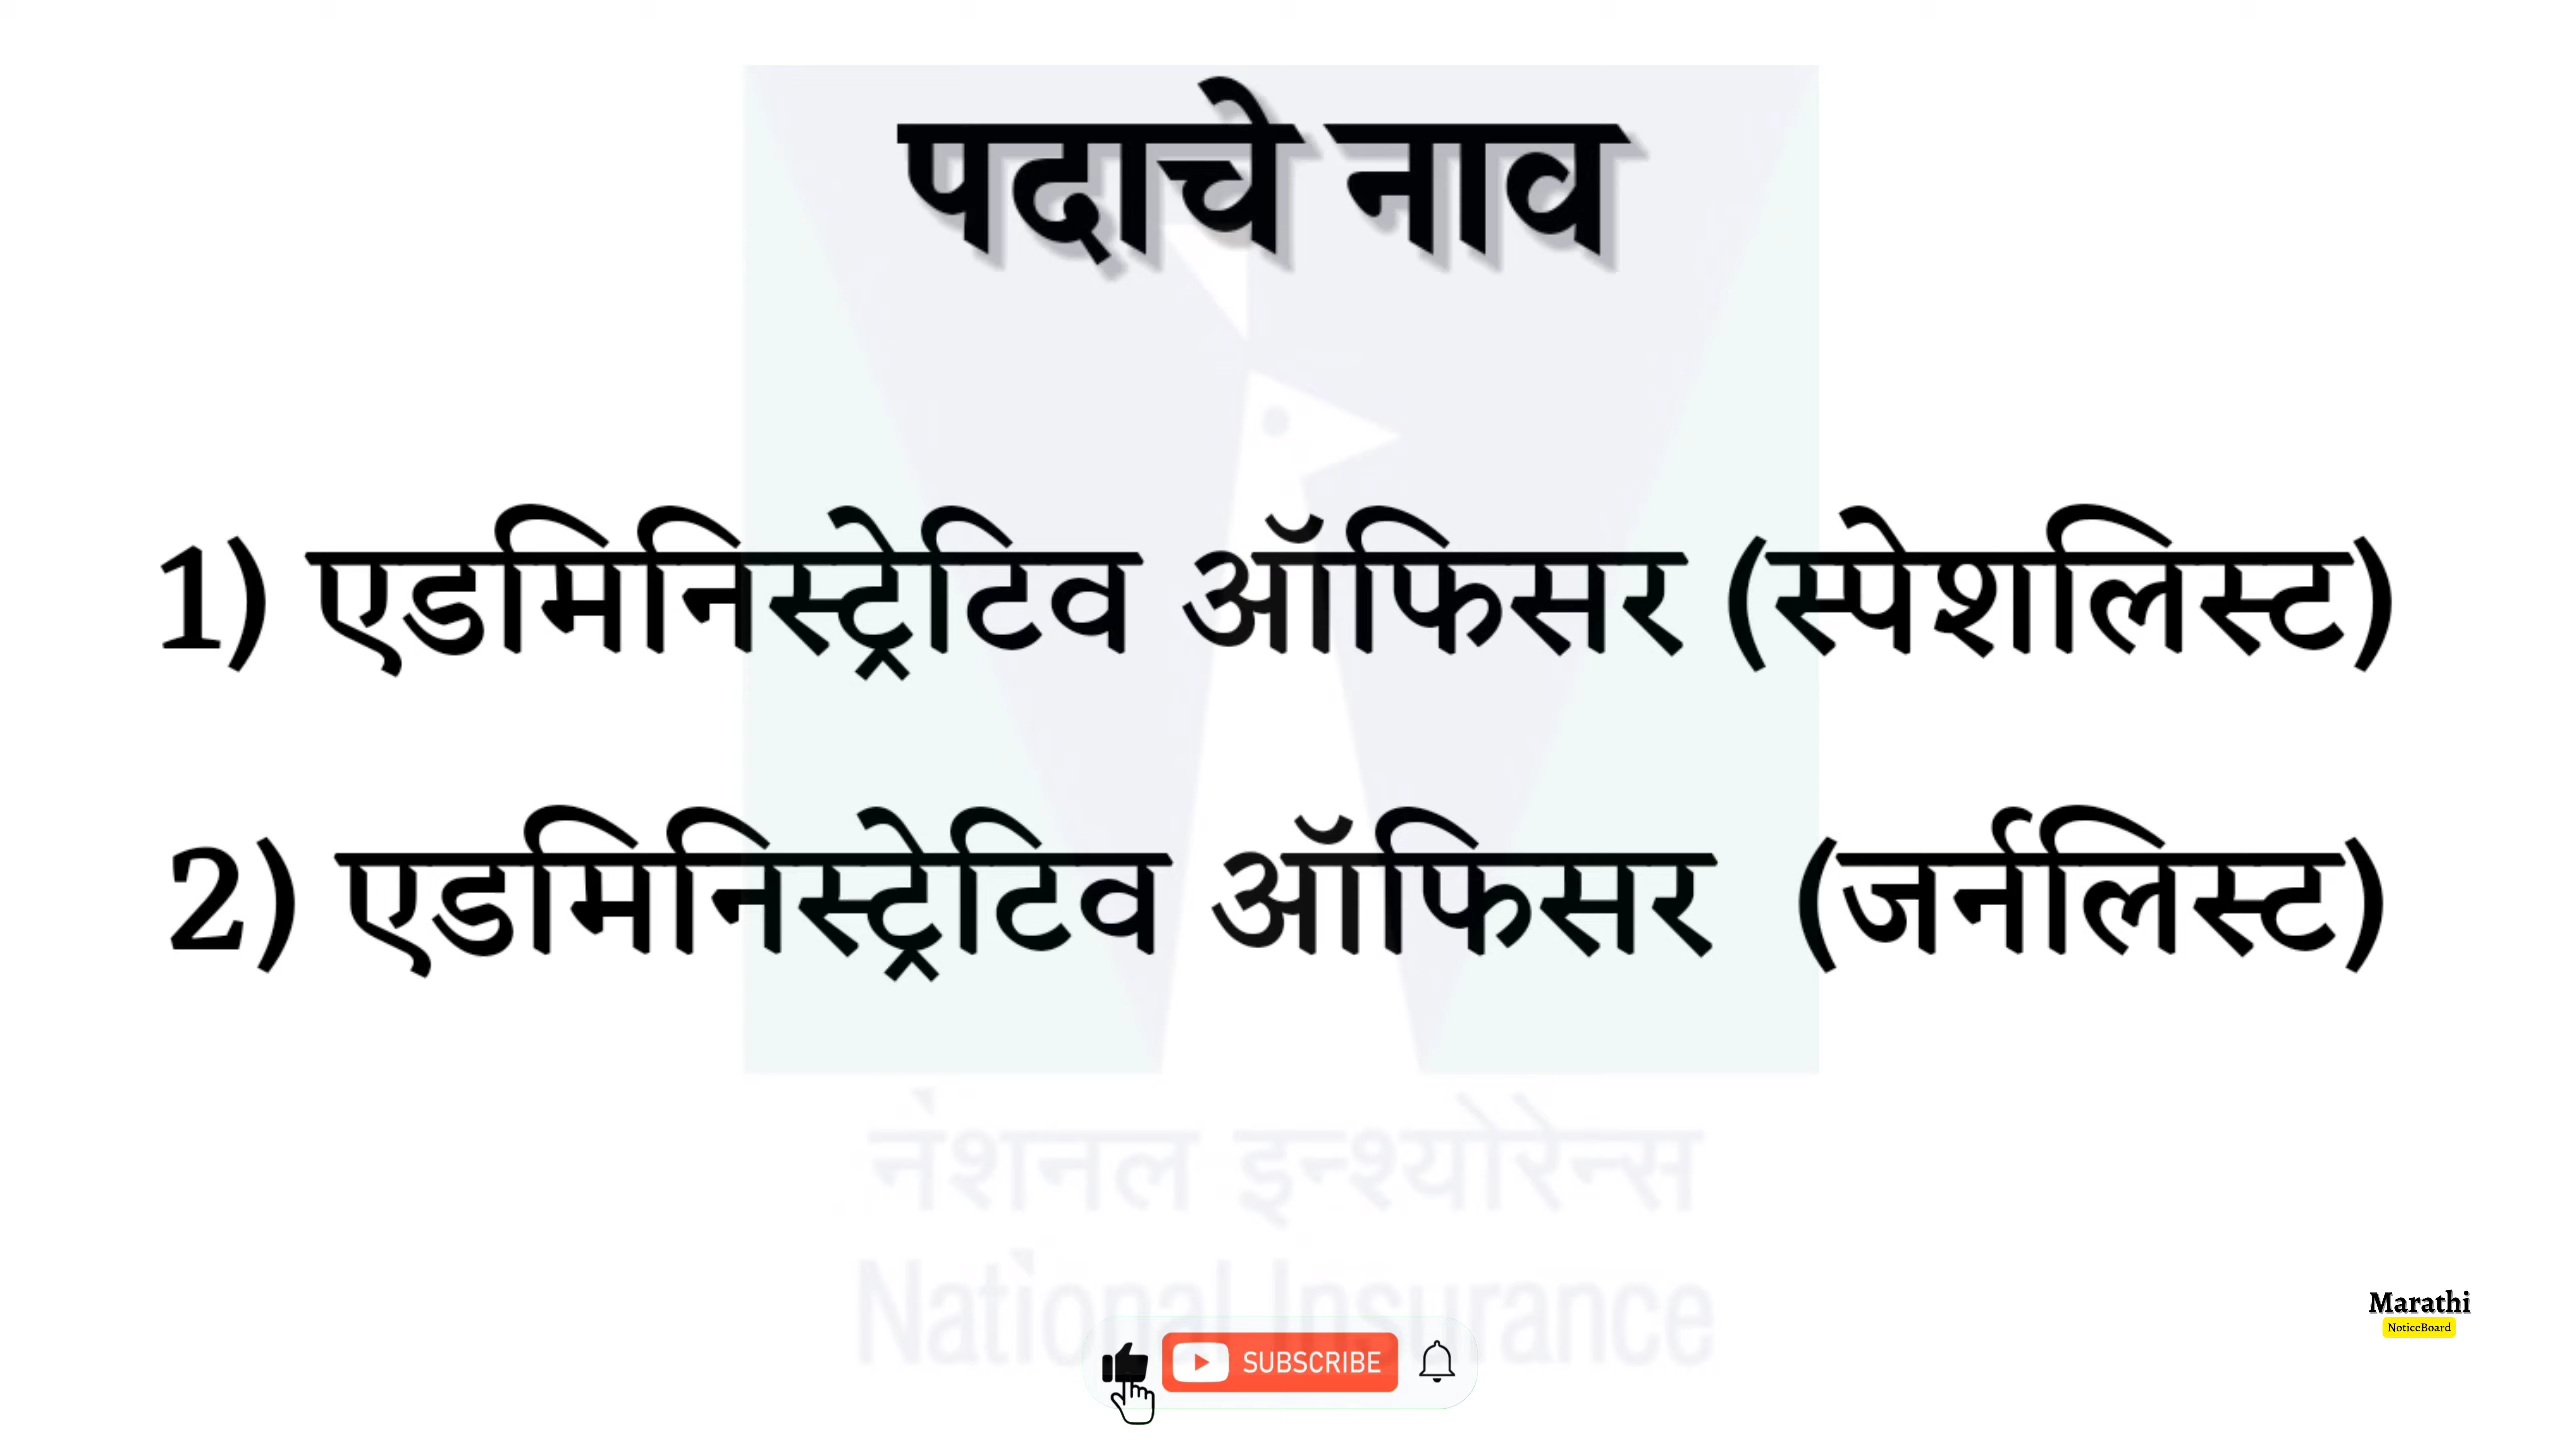 पदाचे नाव
1) एडमिनिस्ट्रेटिव ऑफिसर (स्पेशलिस्ट)
2) एडमिनिस्ट्रेटिव ऑफिसर (जर्नलिस्ट)
नेशनल इन्श्योरेन्स
National Insurance
SUBSCRIBE
Marathi
NoticeBoard